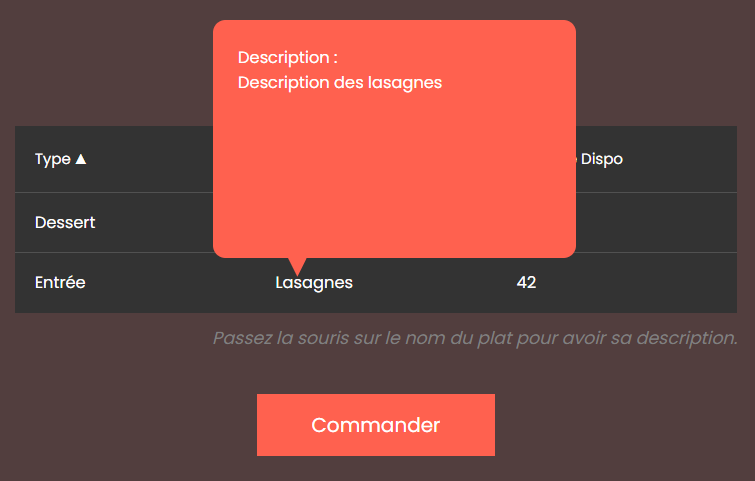 Description :
Description des lasagnes
Type ▲ Dispo
Dessert
Entrée Lasagnes 42
Passez la souris sur le nom du plat pour avoir sa description.
Commander